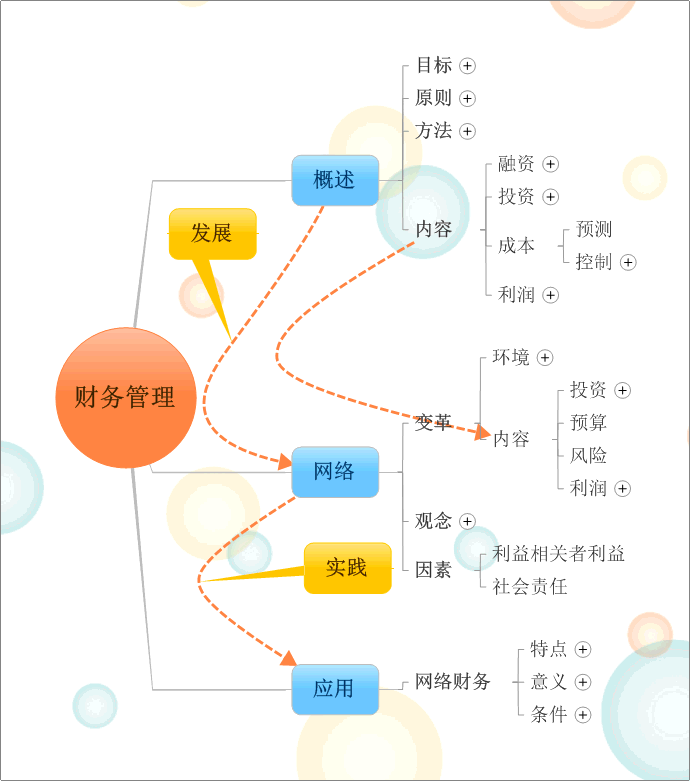 财务管理
概述
目标
原则
方法
内容
融资
投资
成本
预测
控制
利润
发展
网络
变革
环境
内容
投资
预算
风险
利润
观念
因素
利益相关者利益
社会责任
实践
应用
网络财务
特点
意义
条件